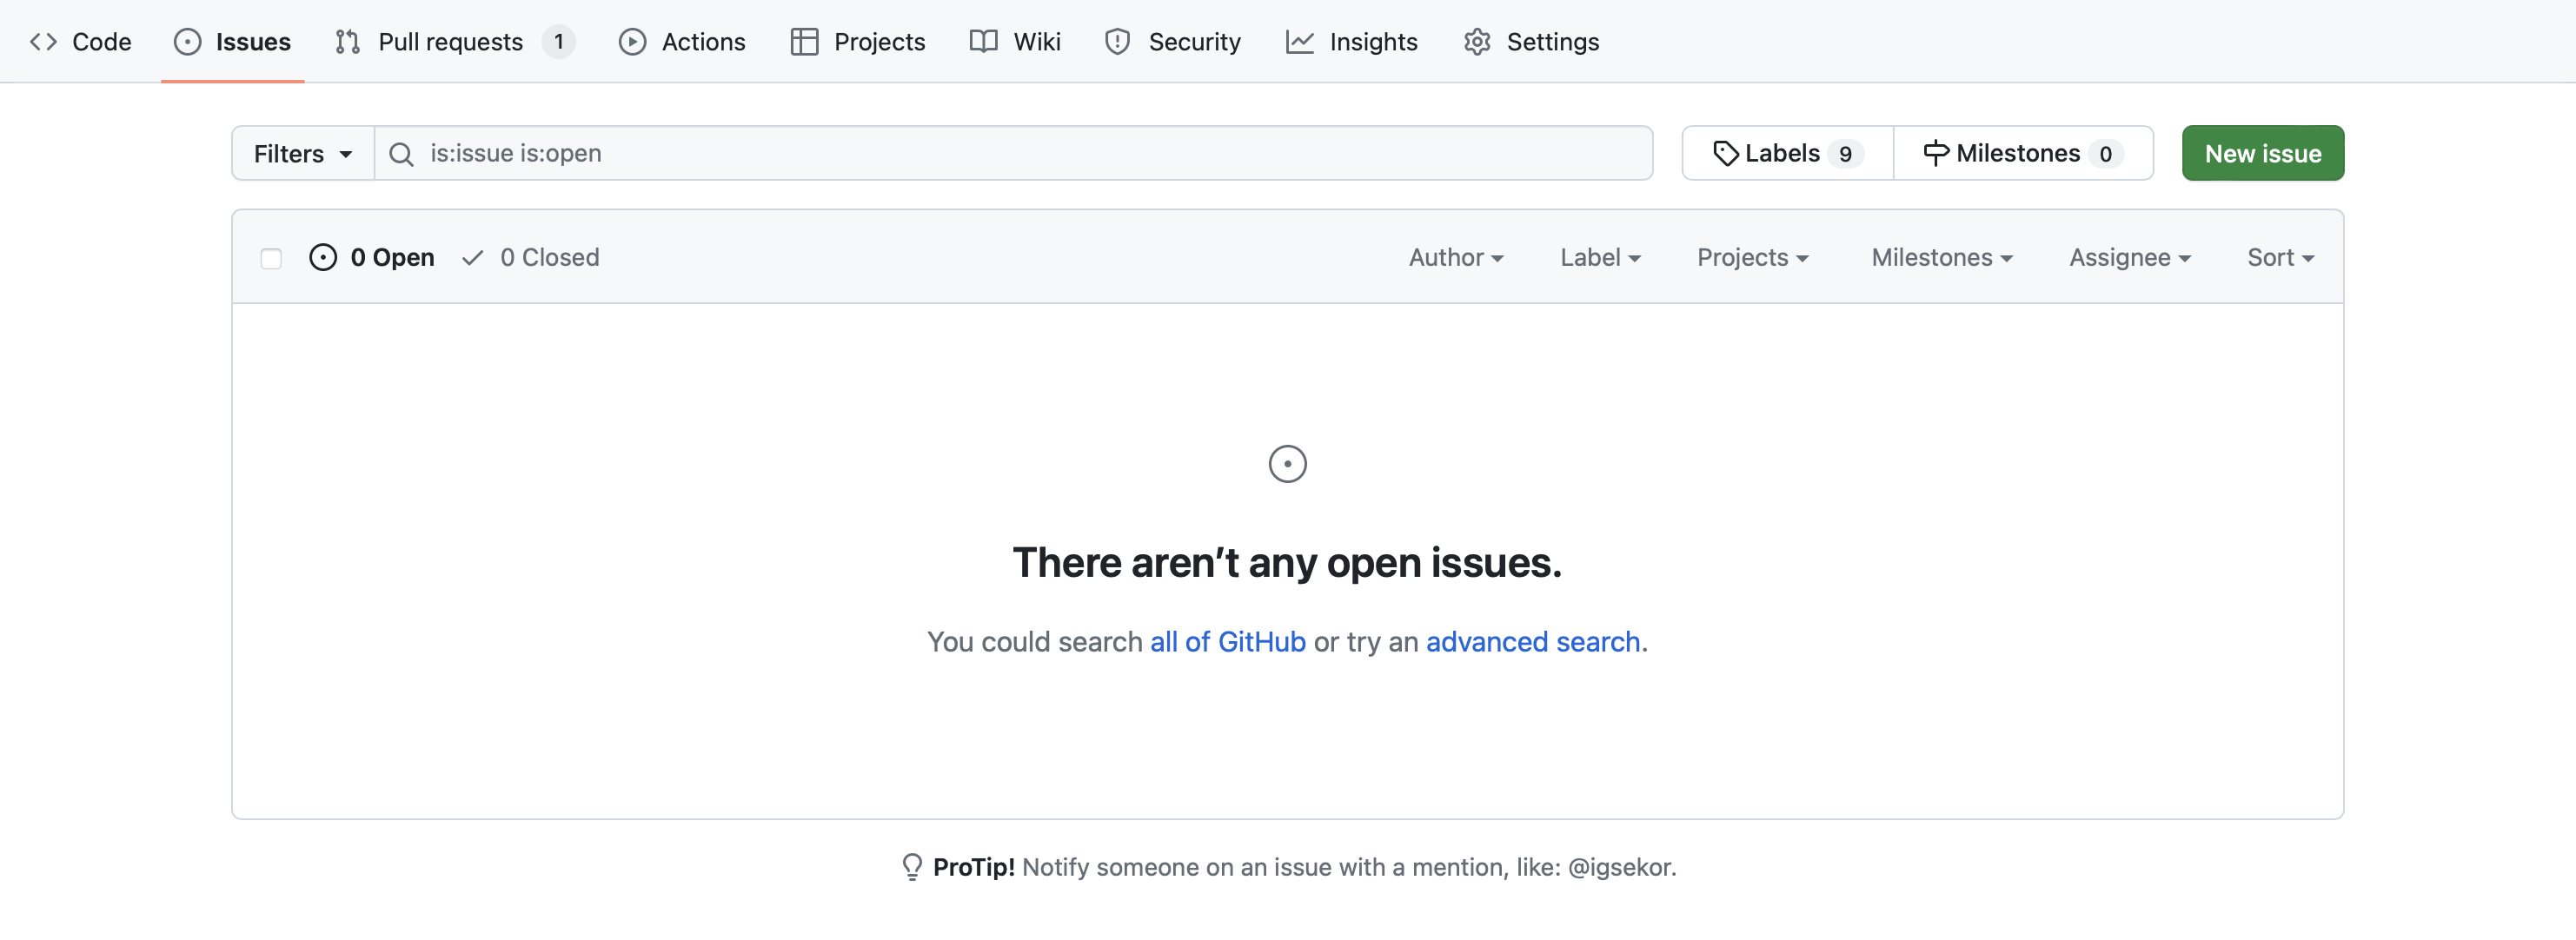 Code Issues Pull requests 1 Actions Projects Wiki Security Insights Settings
Filters is:issue is:open Labels 9 Milestones 0 New issue
0 Open 0 Closed Author Label Projects Milestones Assignee Sort
There aren’t any open issues.
You could search all of GitHub or try an advanced search.
ProTip! Notify someone on an issue with a mention, like: @igsekor.